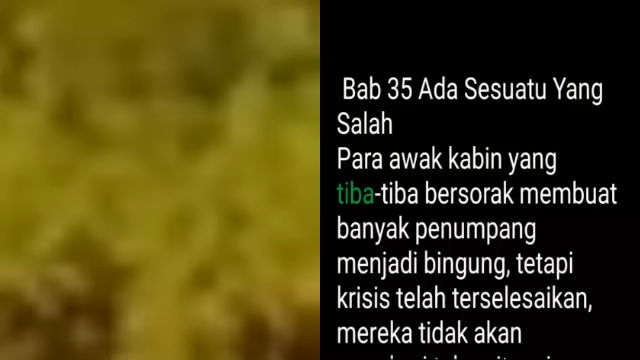 Bab 35 Ada Sesuatu Yang
Salah
Para awak kabin yang
tiba-tiba bersorak membuat
banyak penumpang
menjadi bingung, tetapi
krisis telah terselesaikan,
mereka tidak akan